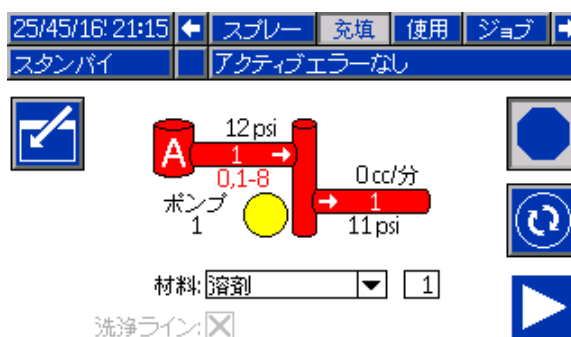 25/45/16 21:15 スプレー 充填 使用 ジョブ
スタンバイ アクティブエラーなし
12 psi
A 1
0,1-8
0 cc/分
ポンプ
1
1
11 psi
材料: 溶剤 1
洗浄ライン: